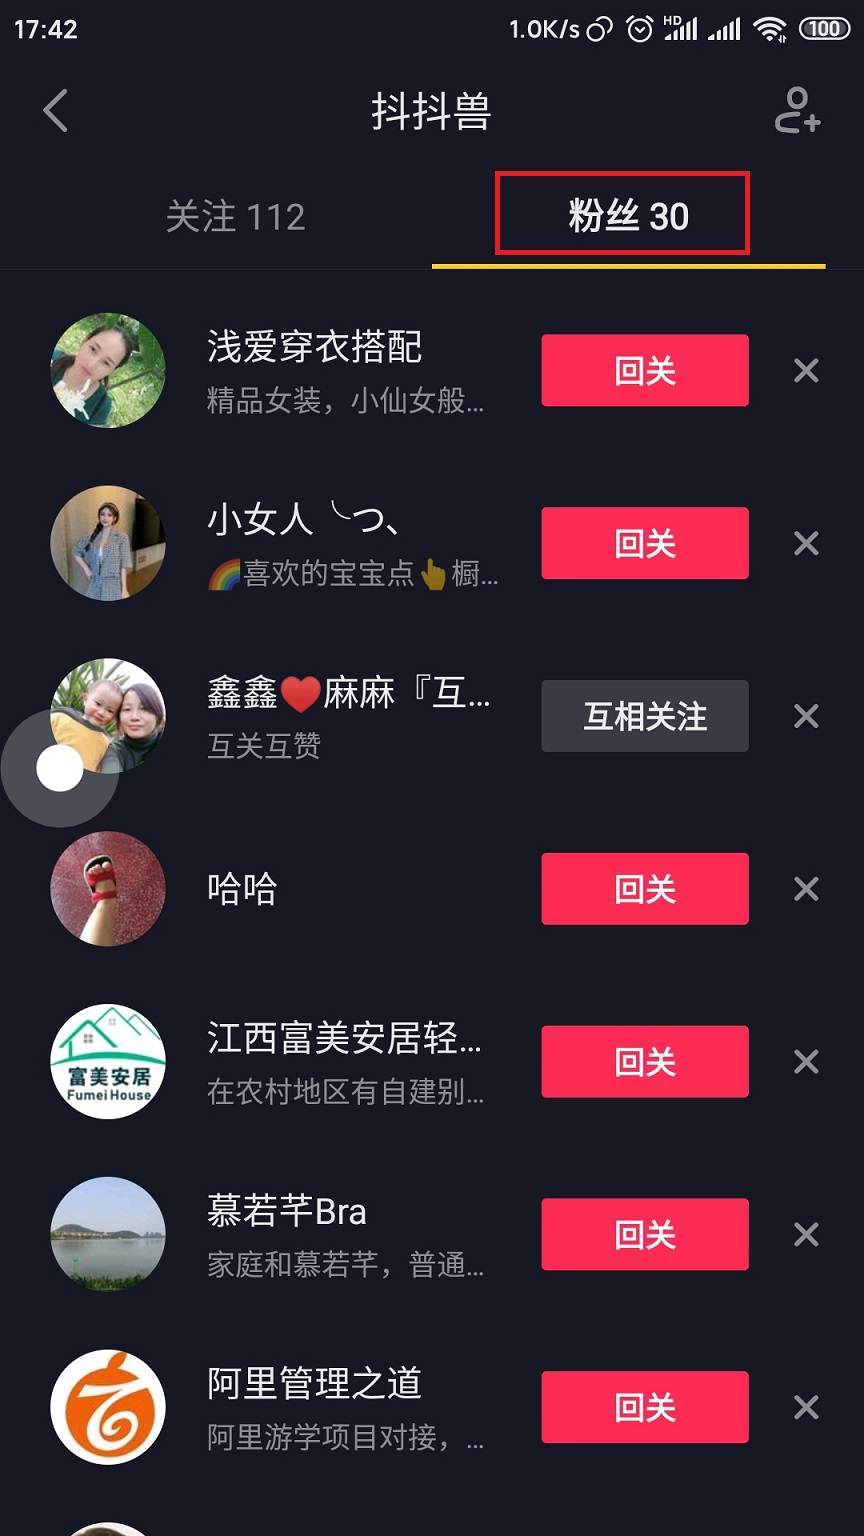 17:42
1.0K/s HD 100
抖抖兽
关注 112
粉丝 30
浅爱穿衣搭配
精品女装，小仙女般...
回关
小女人╰つ、
🌈喜欢的宝宝点👆橱...
回关
鑫鑫❤️麻麻『互...
互关互赞
互相关注
哈哈
回关
富美安居
Fumei House
江西富美安居轻...
在农村地区有自建别...
回关
慕若芊Bra
家庭和慕若芊，普通...
回关
阿里管理之道
阿里游学项目对接，...
回关